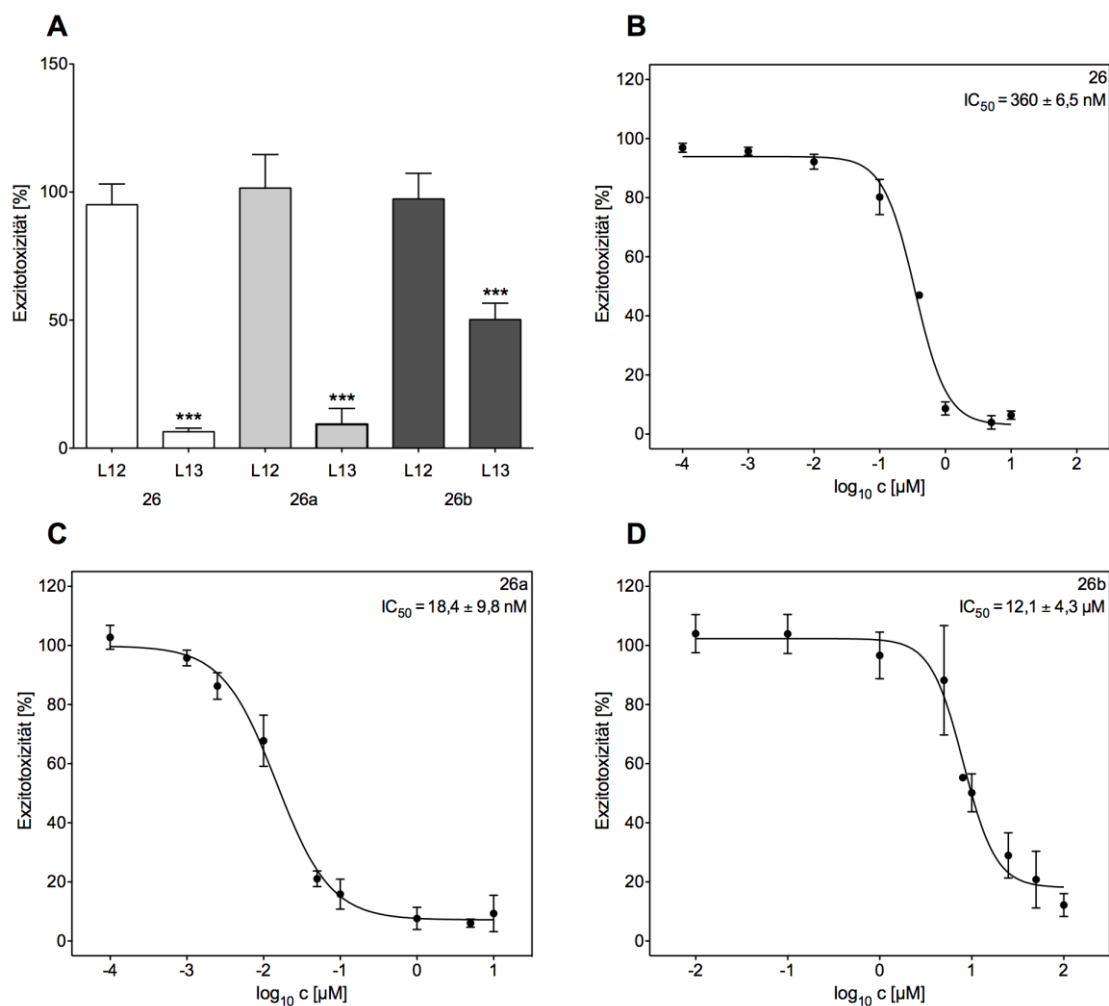 A
150
100
50
0
Exzitotoxizität [%]
***
***
***
L12 L13 L12 L13 L12 L13
26 26a 26b
B
26
IC50 = 360 ± 6,5 nM
120
100
80
60
40
20
0
Exzitotoxizität [%]
-4 -3 -2 -1 0 1 2
log10 c [µM]
C
26a
IC50 = 18,4 ± 9,8 nM
120
100
80
60
40
20
0
Exzitotoxizität [%]
-4 -3 -2 -1 0 1
log10 c [µM]
D
26b
IC50 = 12,1 ± 4,3 µM
120
100
80
60
40
20
0
Exzitotoxizität [%]
-2 -1 0 1 2
log10 c [µM]